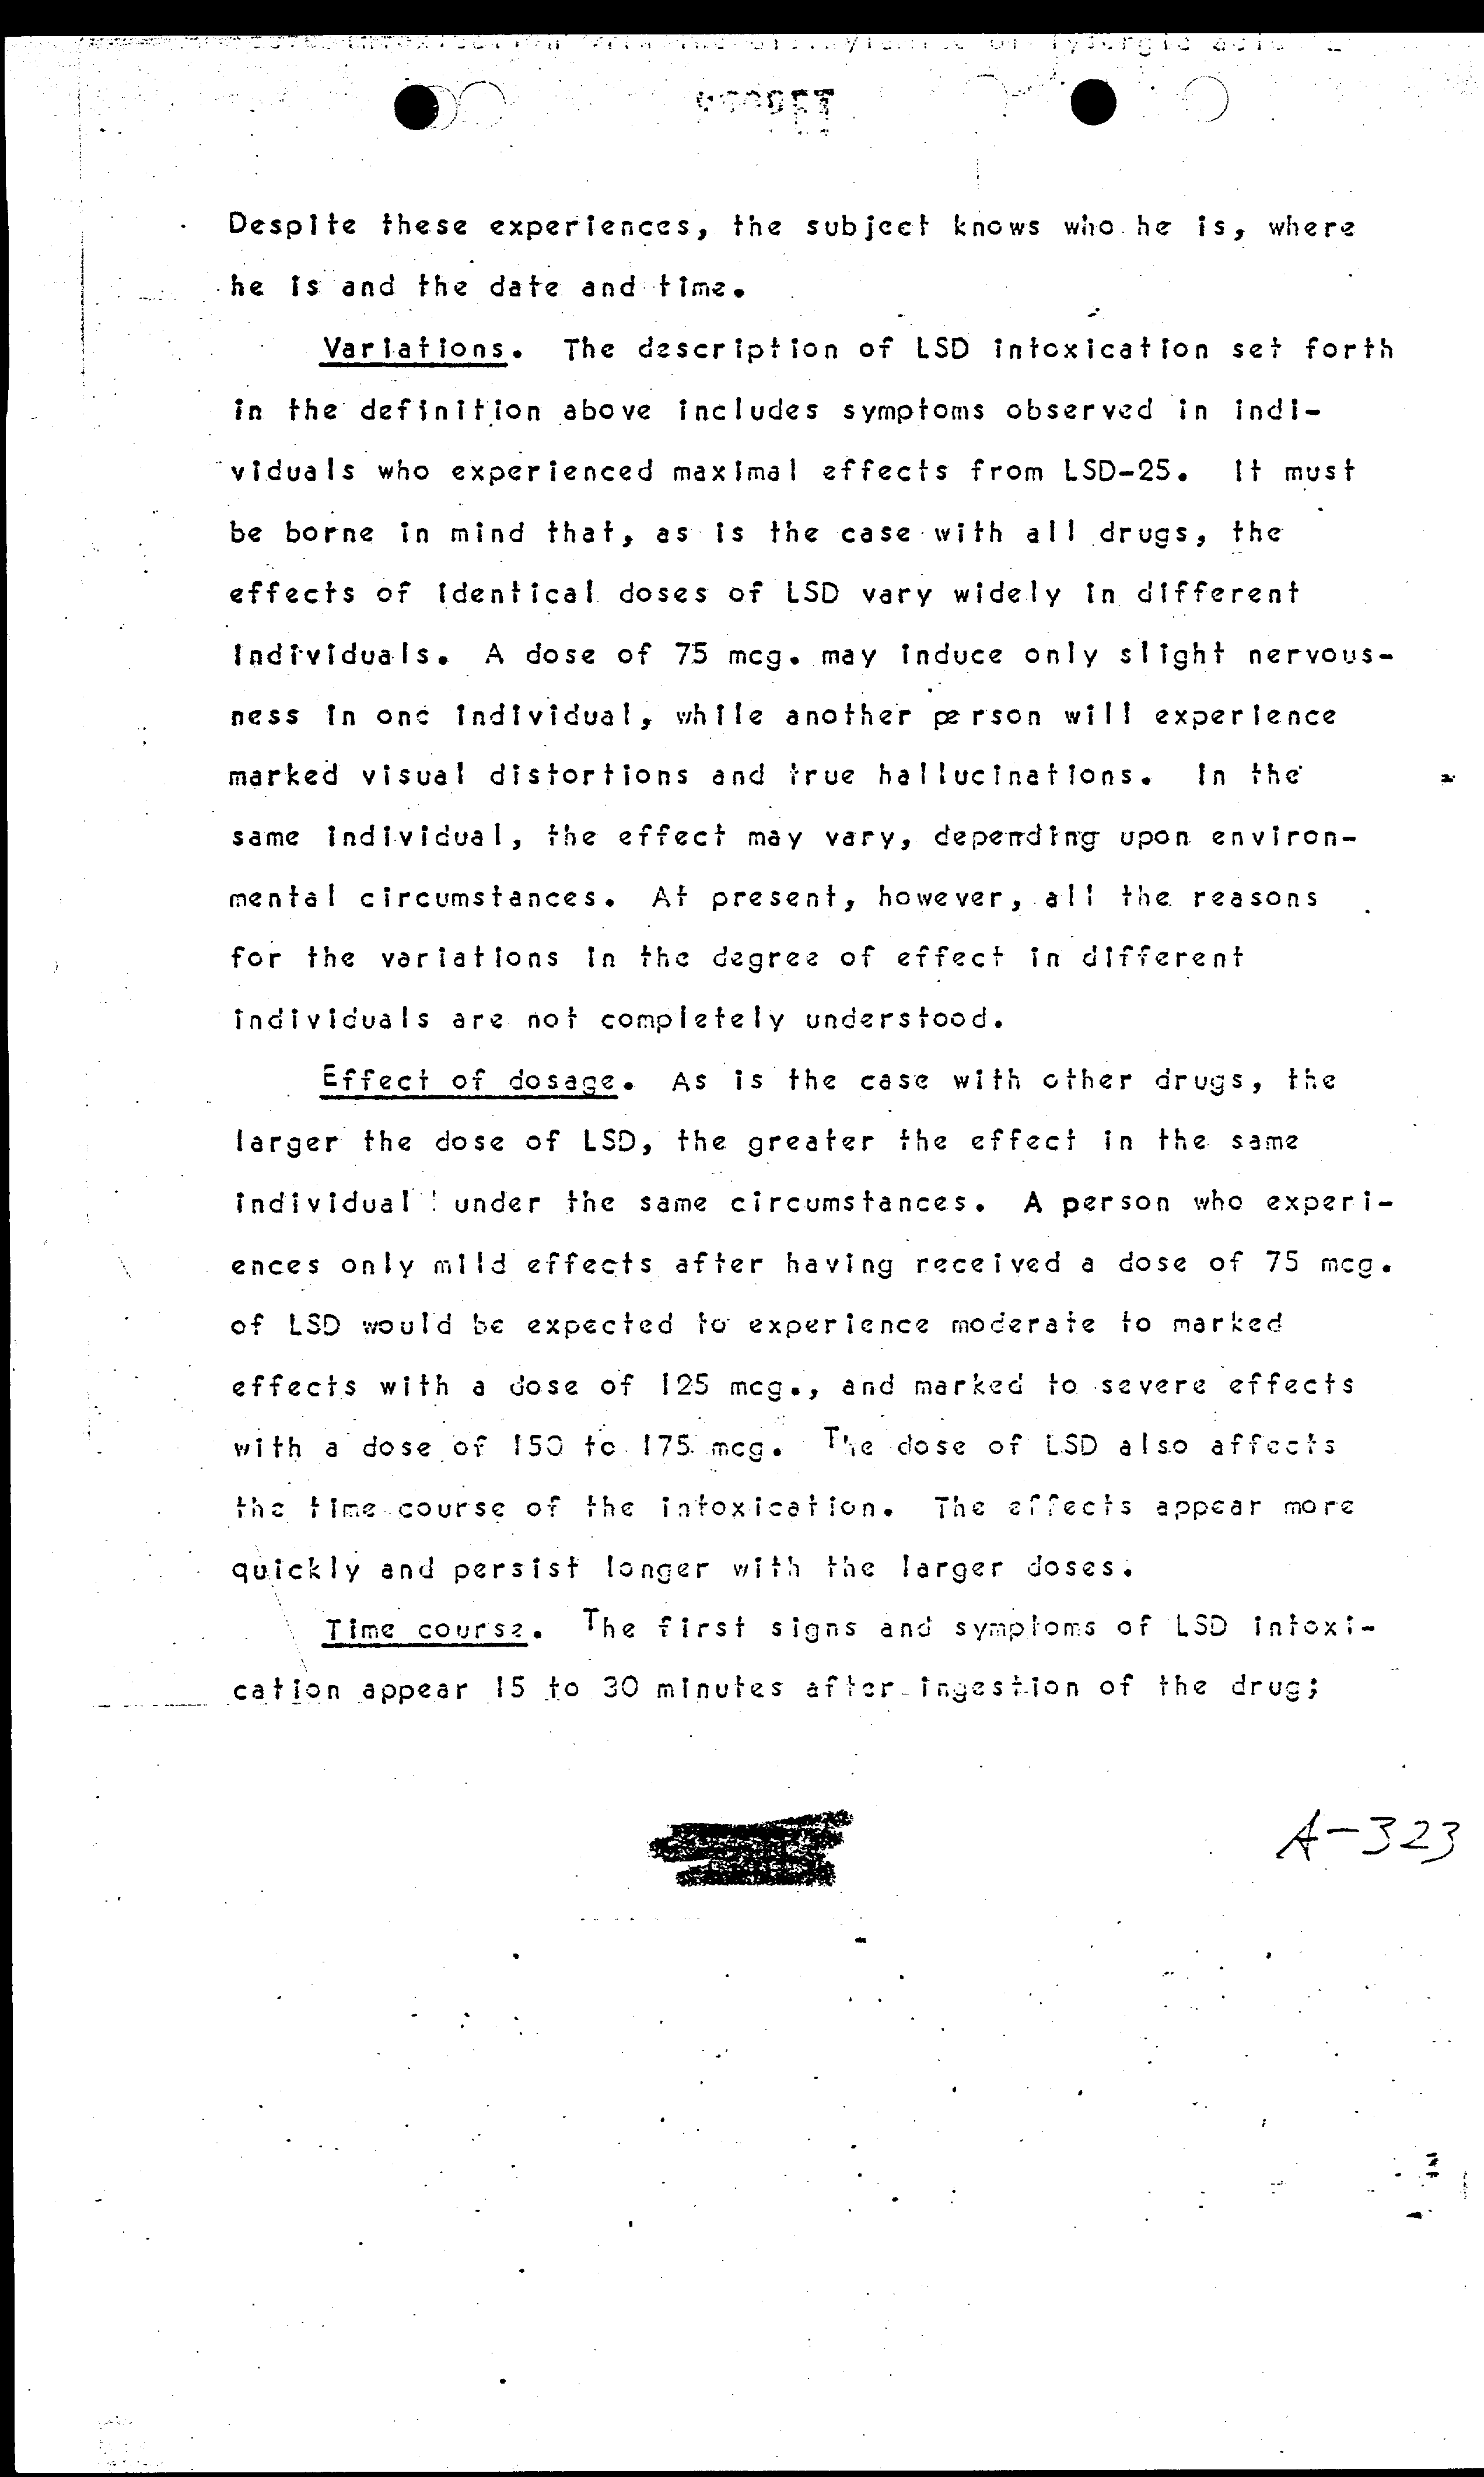 intoxication with the diethylamide of lysergic acid
Despite these experiences, the subject knows who he is, where
he is and the date and time.
Variations. The description of LSD intoxication set forth
in the definition above includes symptoms observed in indi-
viduals who experienced maximal effects from LSD-25. It must
be borne in mind that, as is the case with all drugs, the
effects of identical doses of LSD vary widely in different
individuals. A dose of 75 mcg. may induce only slight nervous-
ness in one individual, while another person will experience
marked visual distortions and true hallucinations. In the
same individual, the effect may vary, depending upon environ-
mental circumstances. At present, however, all the reasons
for the variations in the degree of effect in different
individuals are not completely understood.
Effect of dosage. As is the case with other drugs, the
larger the dose of LSD, the greater the effect in the same
individual under the same circumstances. A person who experi-
ences only mild effects after having received a dose of 75 mcg.
of LSD would be expected to experience moderate to marked
effects with a dose of 125 mcg., and marked to severe effects
with a dose of 150 to 175 mcg. The dose of LSD also affects
the time course of the intoxication. The effects appear more
quickly and persist longer with the larger doses.
Time course. The first signs and symptoms of LSD intoxi-
cation appear 15 to 30 minutes after ingestion of the drug;
A-323